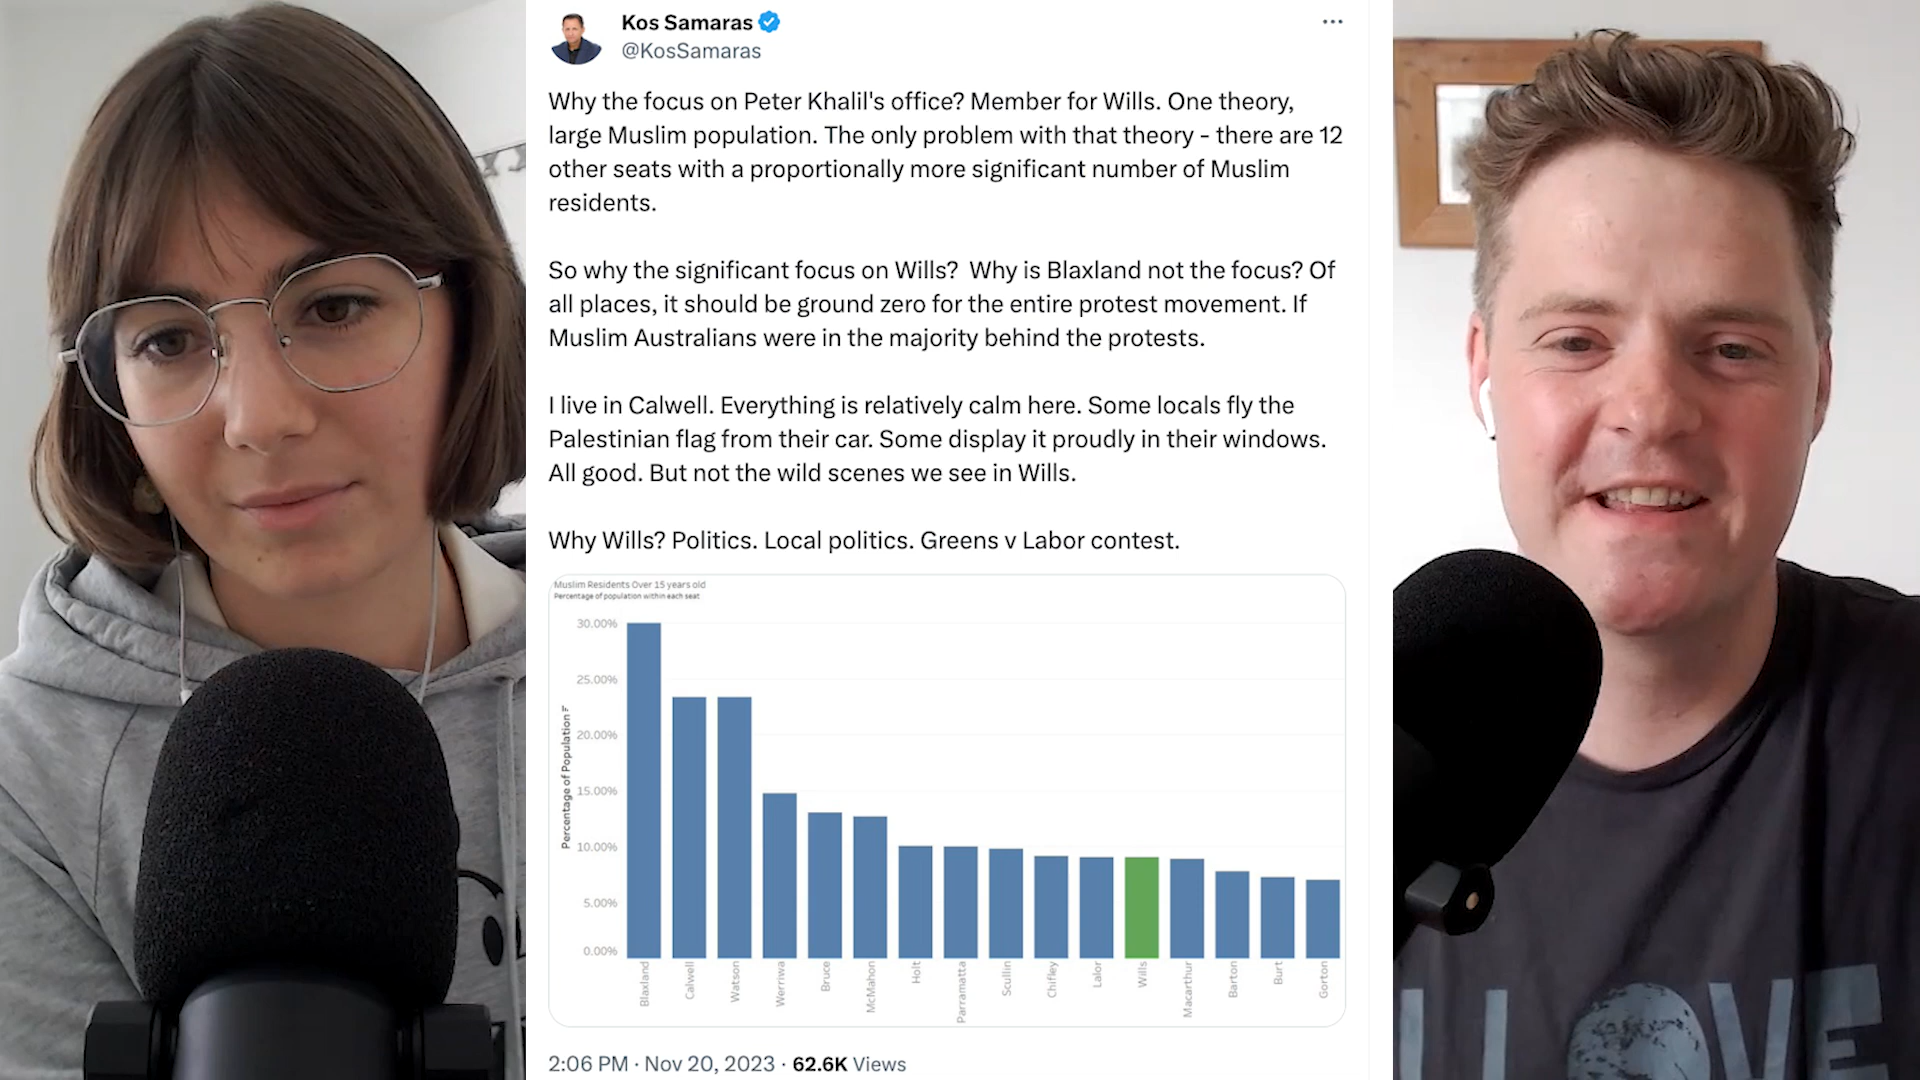 Kos Samaras
@KosSamaras
Why the focus on Peter Khalil's office? Member for Wills. One theory,
large Muslim population. The only problem with that theory - there are 12
other seats with a proportionally more significant number of Muslim
residents.
So why the significant focus on Wills?  Why is Blaxland not the focus? Of
all places, it should be ground zero for the entire protest movement. If
Muslim Australians were in the majority behind the protests.
I live in Calwell. Everything is relatively calm here. Some locals fly the
Palestinian flag from their car. Some display it proudly in their windows.
All good. But not the wild scenes we see in Wills.
Why Wills? Politics. Local politics. Greens v Labor contest.
Muslim Residents Over 15 years old
Percentage of population within each seat
Percentage of Population
30.00%
25.00%
20.00%
15.00%
10.00%
5.00%
0.00%
Blaxland
Calwell
Watson
Werriwa
Bruce
McMahon
Holt
Parramatta
Scullin
Chifley
Lalor
Wills
Macarthur
Barton
Burt
Gorton
2:06 PM · Nov 20, 2023 · 62.6K Views
I LOVE